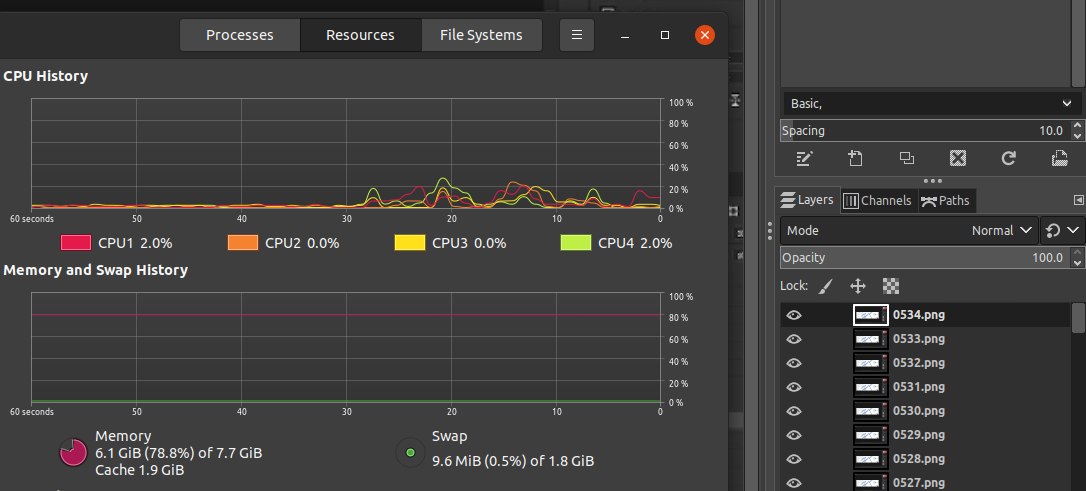 Processes Resources File Systems
CPU History
100 %
80 %
60 %
40 %
20 %
0 %
60 seconds 50 40 30 20 10 0
CPU1 2.0% CPU2 0.0% CPU3 0.0% CPU4 2.0%
Memory and Swap History
100 %
80 %
60 %
40 %
20 %
0 %
60 seconds 50 40 30 20 10 0
Memory
6.1 GiB (78.8%) of 7.7 GiB
Cache 1.9 GiB
Swap
9.6 MiB (0.5%) of 1.8 GiB
Basic,
Spacing 10.0
Layers Channels Paths
Mode Normal
Opacity 100.0
Lock:
0534.png
0533.png
0532.png
0531.png
0530.png
0529.png
0528.png
0527.png